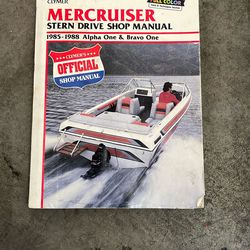 CLYMER
MERCRUISER
STERN DRIVE SHOP MANUAL
1985-1988 Alpha One & Bravo One
CLYMER'S
OFFICIAL
SHOP MANUAL